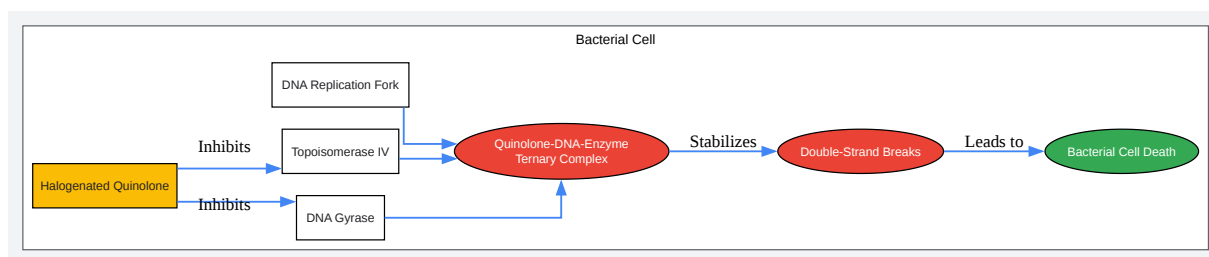 Bacterial Cell
DNA Replication Fork
Inhibits
Topoisomerase IV
Quinolone-DNA-Enzyme
Ternary Complex
Stabilizes
Double-Strand Breaks
Leads to
Bacterial Cell Death
Halogenated Quinolone
Inhibits
DNA Gyrase